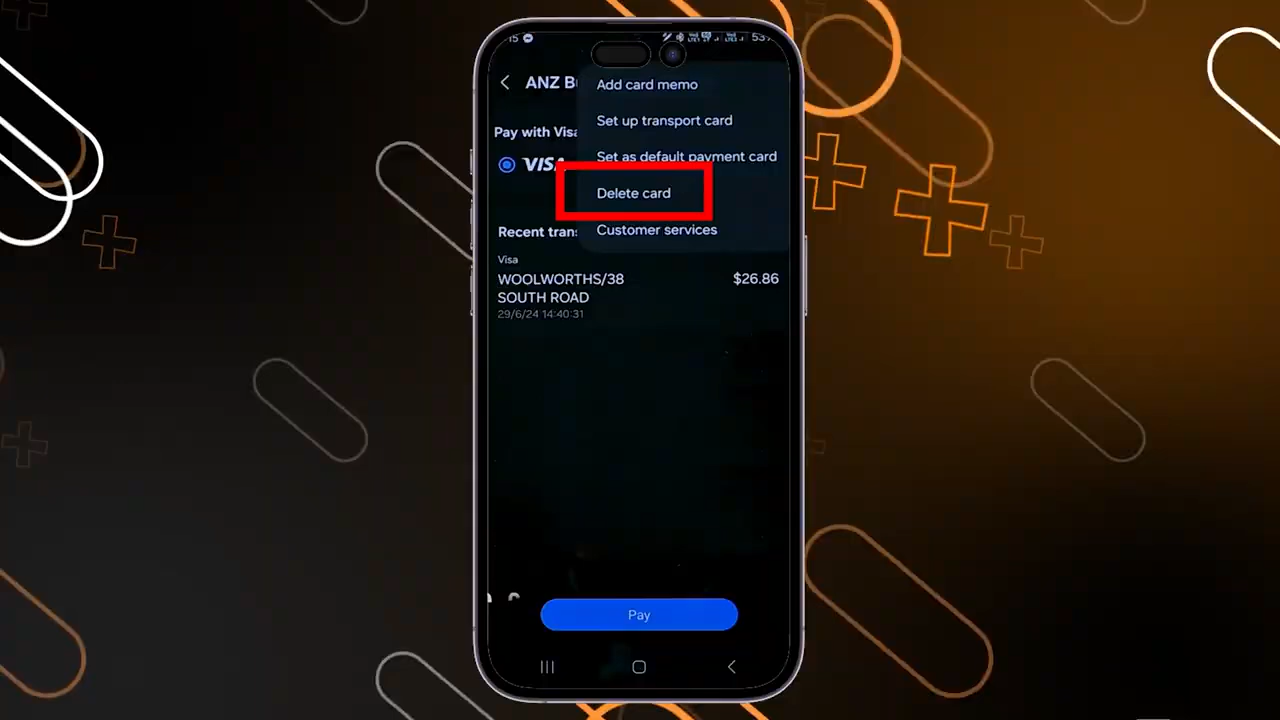 15
ANZ B
Add card memo
Set up transport card
Pay with Visa
Set as default payment card
VISA
Delete card
Recent trans
Customer services
Visa
WOOLWORTHS/38 $26.86
SOUTH ROAD
29/6/24 14:40:31
Pay